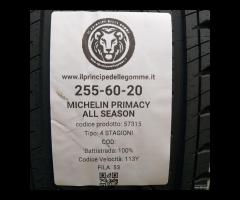 www.ilprincipedellegomme.it
255-60-20
MICHELIN PRIMACY
ALL SEASON
codice prodotto: 57315
Tipo: 4 STAGIONI
COD:
Battistrada: 100%
Codice Velocità: 113Y
FILA: 53